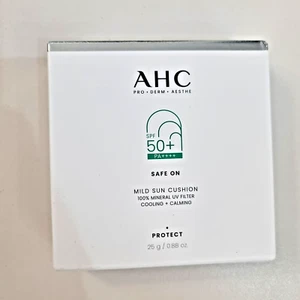 AHC
PRO • DERM • AESTHE
SPF
50+
PA++++
SAFE ON
MILD SUN CUSHION
100% MINERAL UV FILTER
COOLING + CALMING
PROTECT
25 g / 0.88 oz